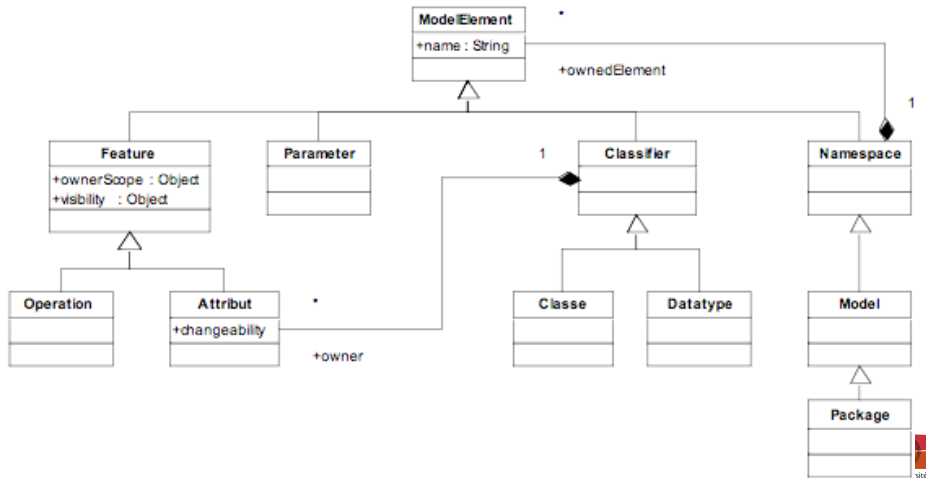 ModelElement
*
+name : String
+ownedElement
1
Feature
Parameter
1
Classifier
Namespace
+ownerScope : Object
+visibility : Object
Operation
Attribut
*
Classe
Datatype
Model
+changeability
+owner
Package